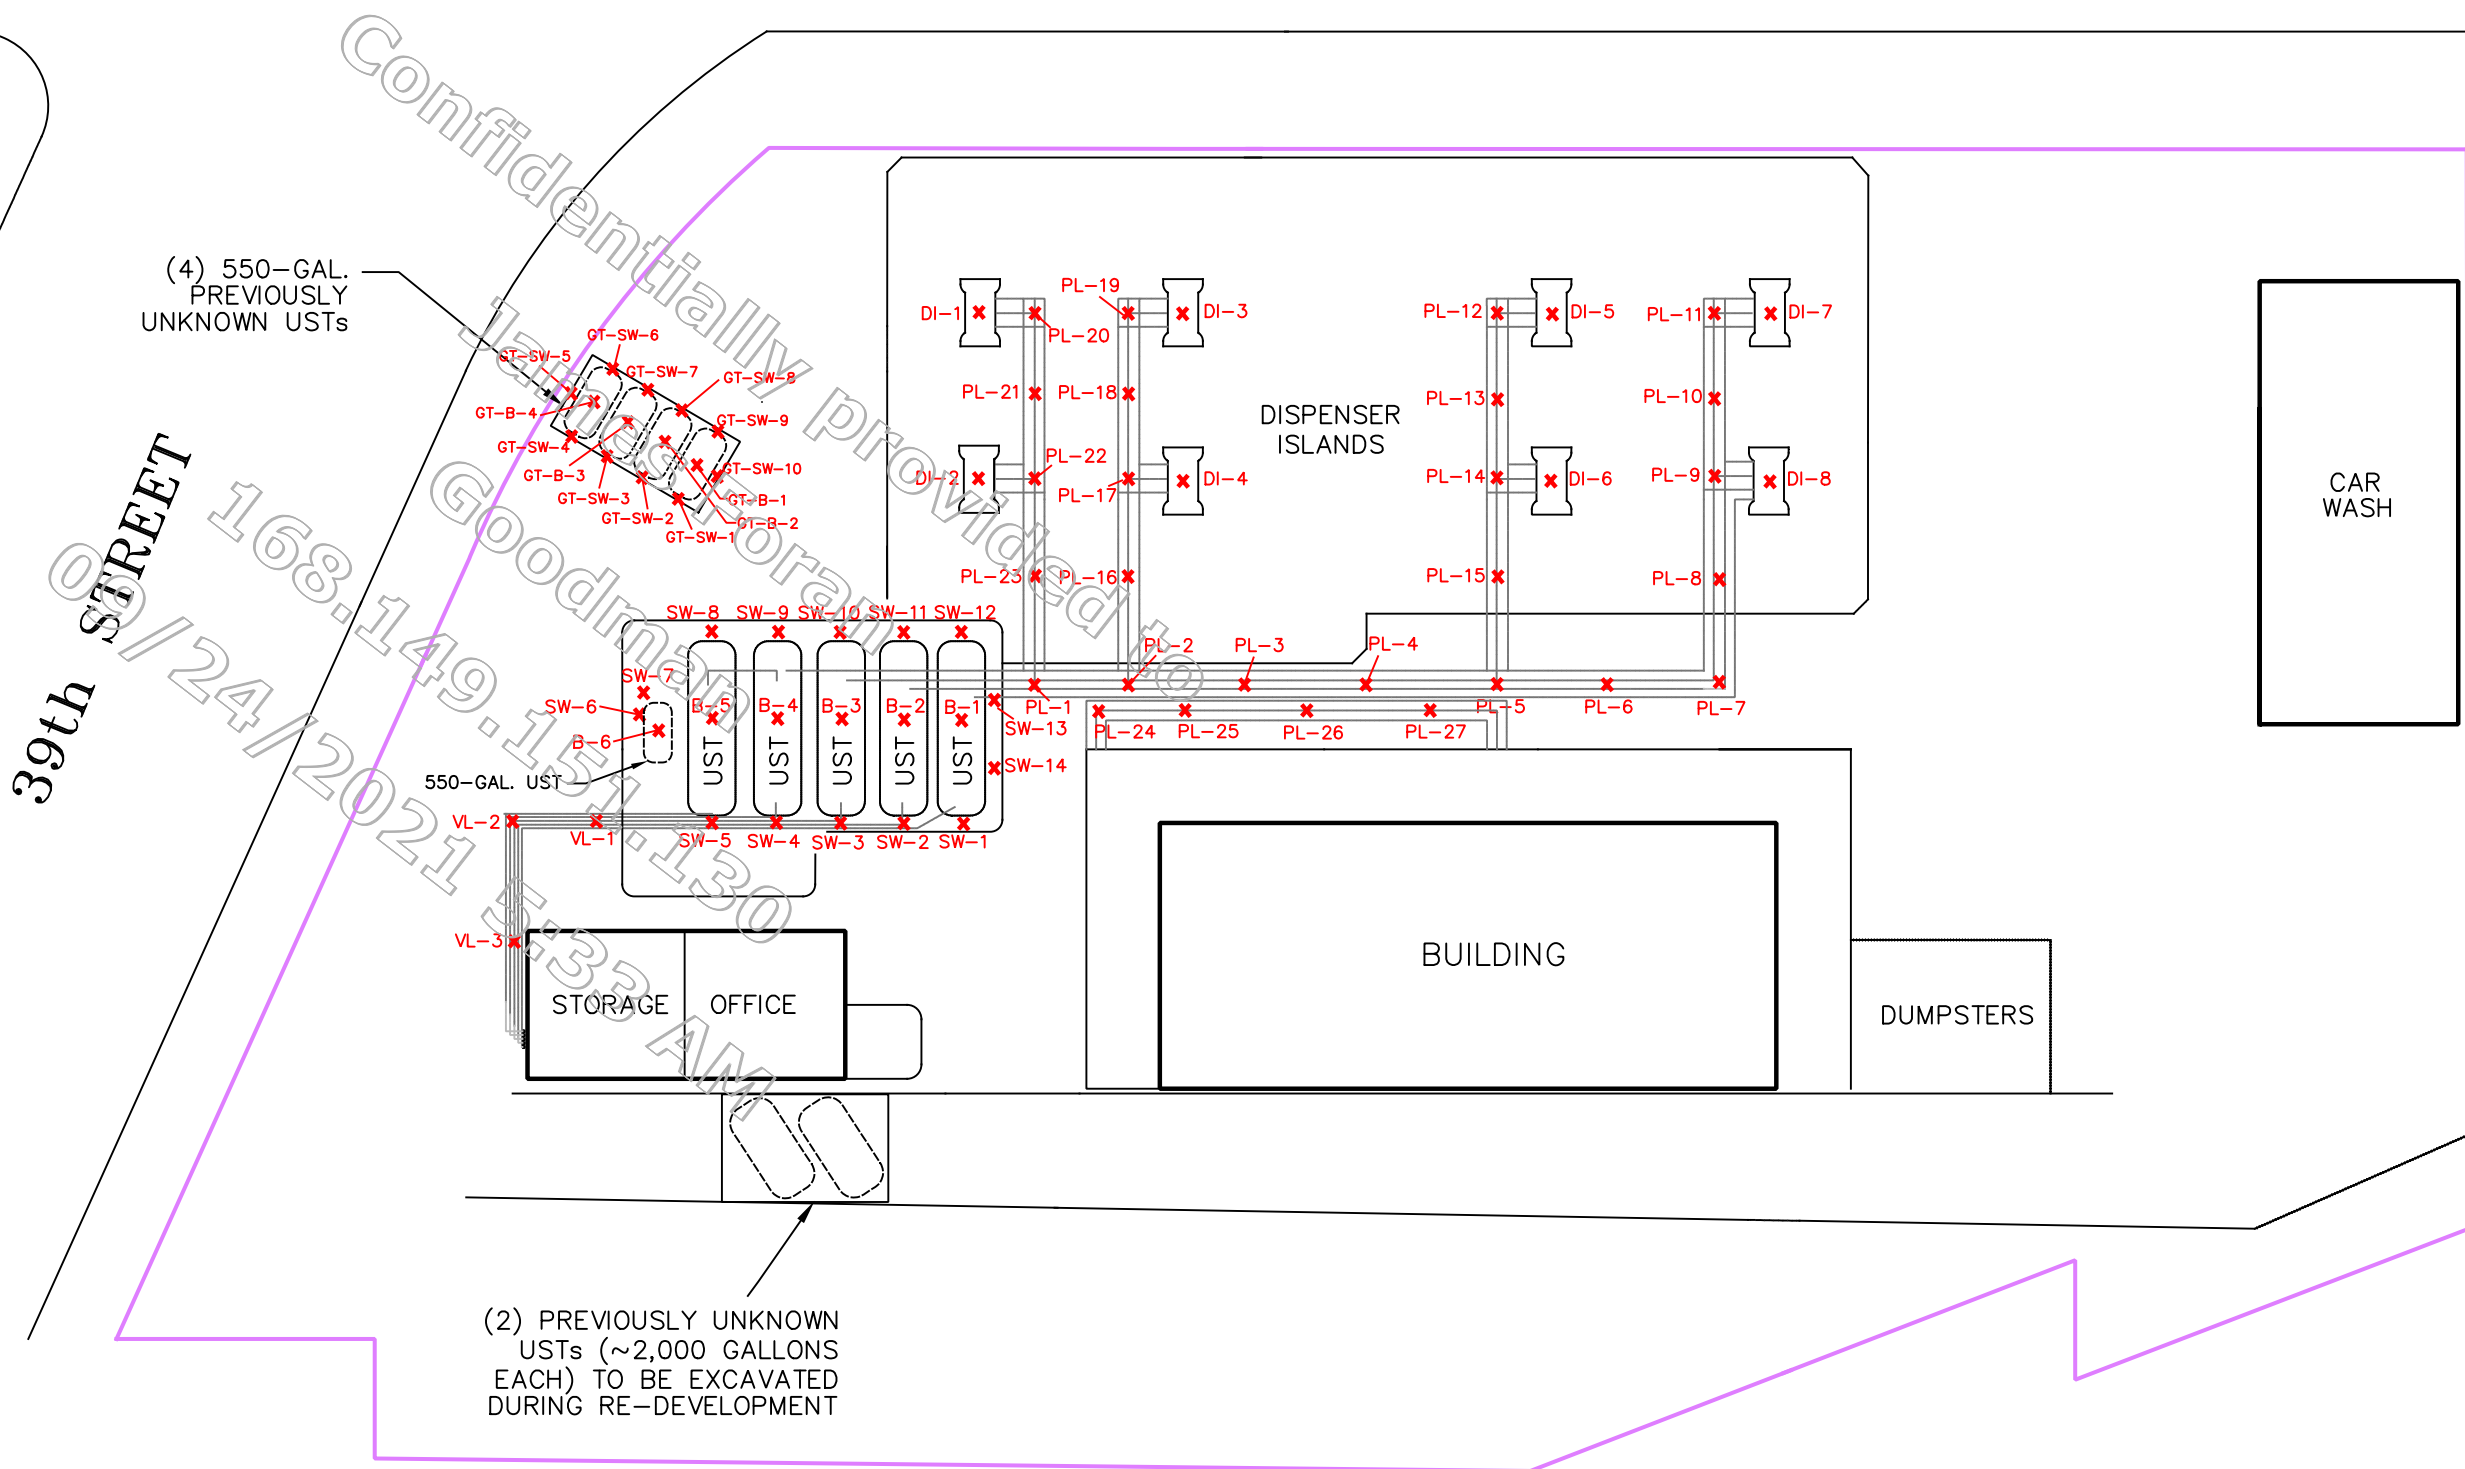 Confidentially provided to
James Foran
Goodman
168.149.151.130
09/24/2021 5:33 AM
39th STREET
(4) 550-GAL.
PREVIOUSLY
UNKNOWN USTs
GT-SW-6
GT-SW-5
GT-SW-7
GT-SW-8
GT-B-4
GT-SW-9
GT-SW-4
GT-B-3
GT-SW-10
GT-SW-3
GT-B-1
GT-SW-2
GT-B-2
GT-SW-1
DI-1
PL-20
PL-19
DI-3
PL-12
DI-5
PL-11
DI-7
PL-21
PL-18
DISPENSER
ISLANDS
PL-13
PL-10
DI-2
PL-22
PL-17
DI-4
PL-14
DI-6
PL-9
DI-8
CAR
WASH
PL-23
PL-16
PL-15
PL-8
SW-8
SW-9
SW-10
SW-11
SW-12
PL-2
PL-3
PL-4
SW-7
SW-6
B-5
B-4
B-3
B-2
B-1
PL-1
SW-13
PL-5
PL-6
PL-7
B-6
PL-24
PL-25
PL-26
PL-27
UST
UST
UST
UST
UST
SW-14
550-GAL. UST
VL-2
VL-1
SW-5
SW-4
SW-3
SW-2
SW-1
VL-3
STORAGE
OFFICE
BUILDING
DUMPSTERS
(2) PREVIOUSLY UNKNOWN
USTs (~2,000 GALLONS
EACH) TO BE EXCAVATED
DURING RE-DEVELOPMENT